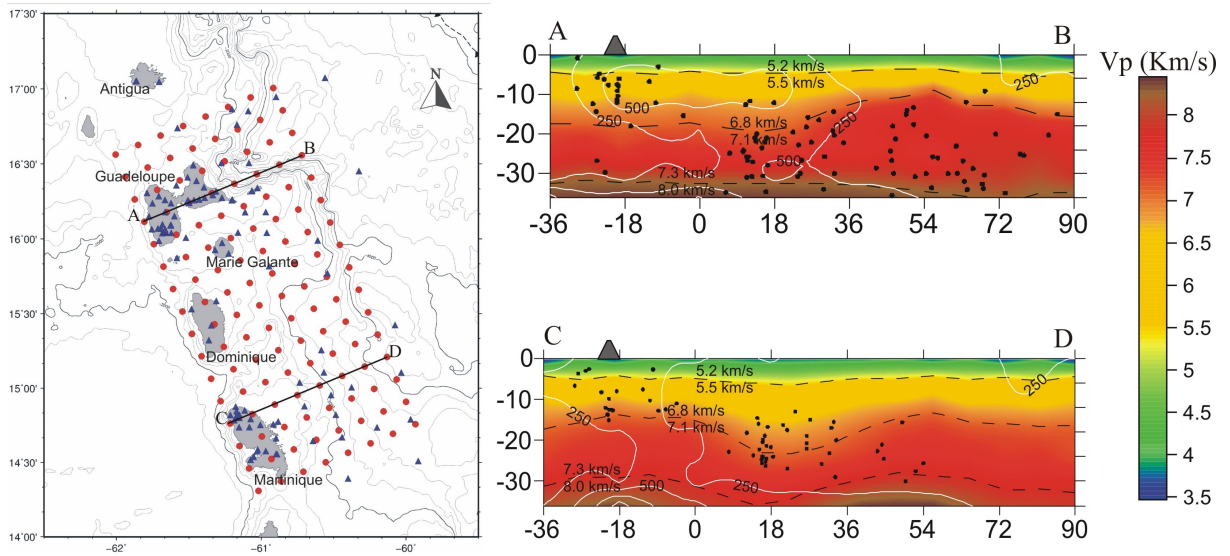 17°30'
17°00'
16°30'
16°00'
15°30'
15°00'
14°30'
14°00'
−62°
−61°
−60°
N
Antigua
Guadeloupe
B
A
Marie Galante
Dominique
D
C
Martinique
A
B
0
-10
-20
-30
5.2 km/s
5.5 km/s
250
500
250
6.8 km/s
7.1 km/s
250
500
7.3 km/s
8.0 km/s
-36
-18
0
18
36
54
72
90
C
D
0
-10
-20
-30
5.2 km/s
5.5 km/s
250
250
6.8 km/s
7.1 km/s
7.3 km/s
8.0 km/s
500
250
-36
-18
0
18
36
54
72
90
Vp (Km/s)
8
7.5
7
6.5
6
5.5
5
4.5
4
3.5